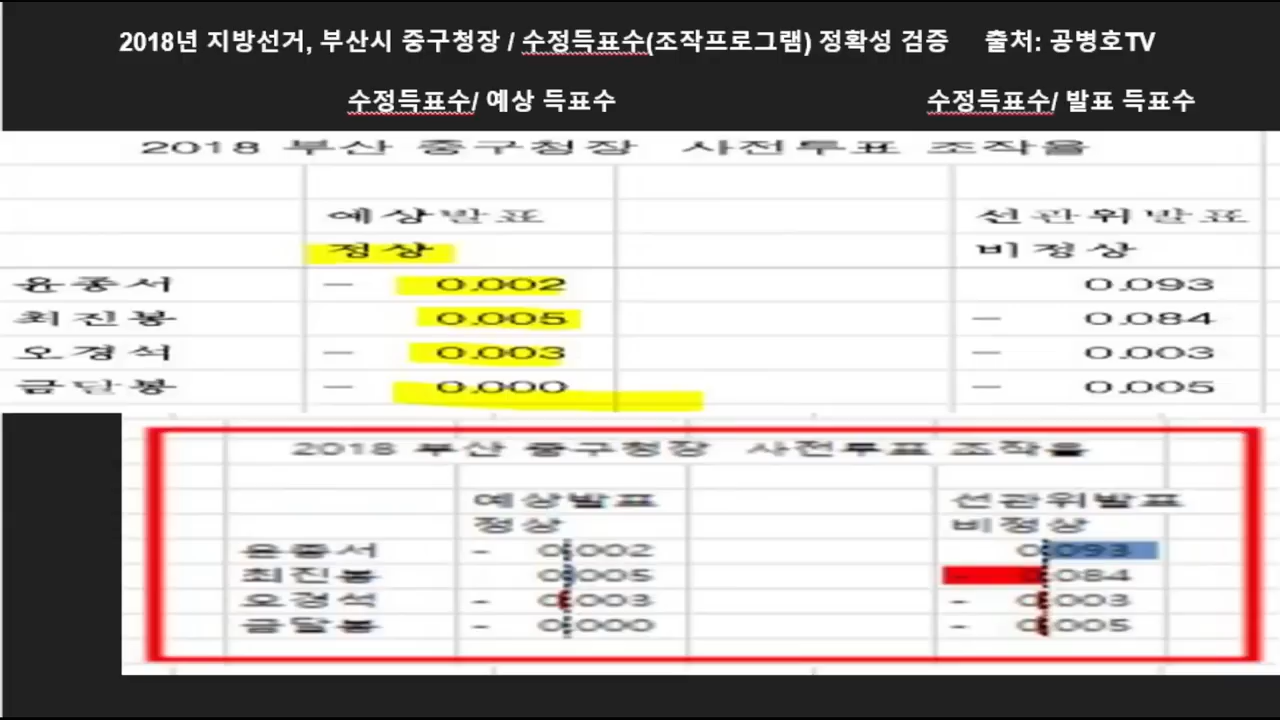 2018년 지방선거, 부산시 중구청장 / 수정득표수(조작프로그램) 정확성 검증 출처: 공병호TV
수정득표수/ 예상 득표수 수정득표수/ 발표 득표수
2018 부산 중구청장 사전투표 조작율
예상발표 선관위발표
정상 비정상
윤종서 - 0.002 0.093
최진봉 0.005 - 0.084
오경석 - 0.003 - 0.003
금단봉 - 0.000 - 0.005
2018 부산 중구청장 사전투표 조작율
예상발표 선관위발표
정상 비정상
윤종서 - 0.002 0.093
최진봉 0.005 - 0.084
오경석 - 0.003 - 0.003
금달봉 - 0.000 - 0.005